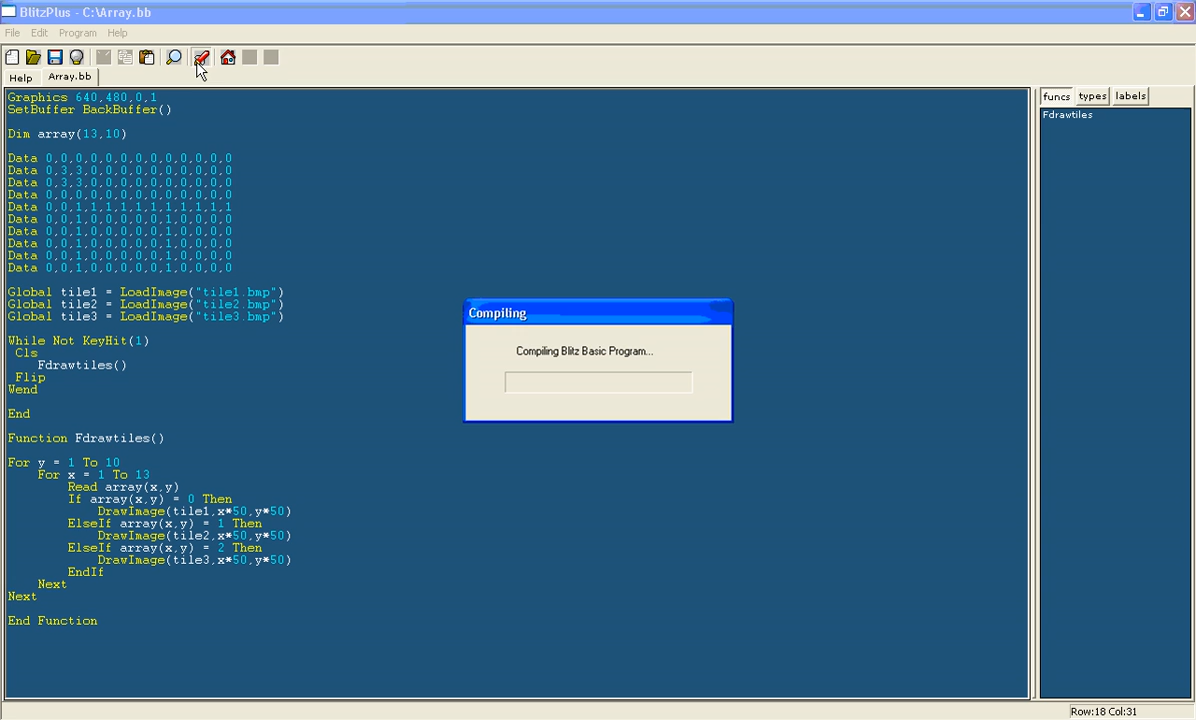 BlitzPlus - C:\Array.bb
File Edit Program Help
Help Array.bb
Graphics 640,480,0,1
SetBuffer BackBuffer()
Dim array(13,10)
Data 0,0,0,0,0,0,0,0,0,0,0,0,0
Data 0,3,3,0,0,0,0,0,0,0,0,0,0
Data 0,3,3,0,0,0,0,0,0,0,0,0,0
Data 0,0,0,0,0,0,0,0,0,0,0,0,0
Data 0,0,1,1,1,1,1,1,1,1,1,1,1
Data 0,0,1,0,0,0,0,0,1,0,0,0,0
Data 0,0,1,0,0,0,0,0,1,0,0,0,0
Data 0,0,1,0,0,0,0,0,1,0,0,0,0
Data 0,0,1,0,0,0,0,0,1,0,0,0,0
Data 0,0,1,0,0,0,0,0,1,0,0,0,0
Global tile1 = LoadImage("tile1.bmp")
Global tile2 = LoadImage("tile2.bmp")
Global tile3 = LoadImage("tile3.bmp")
While Not KeyHit(1)
Cls
Fdrawtiles()
Flip
Wend
End
Function Fdrawtiles()
For y = 1 To 10
For x = 1 To 13
Read array(x,y)
If array(x,y) = 0 Then
DrawImage(tile1,x*50,y*50)
ElseIf array(x,y) = 1 Then
DrawImage(tile2,x*50,y*50)
ElseIf array(x,y) = 2 Then
DrawImage(tile3,x*50,y*50)
EndIf
Next
Next
End Function
Compiling
Compiling Blitz Basic Program...
funcs types labels
Fdrawtiles
Row:18 Col:31